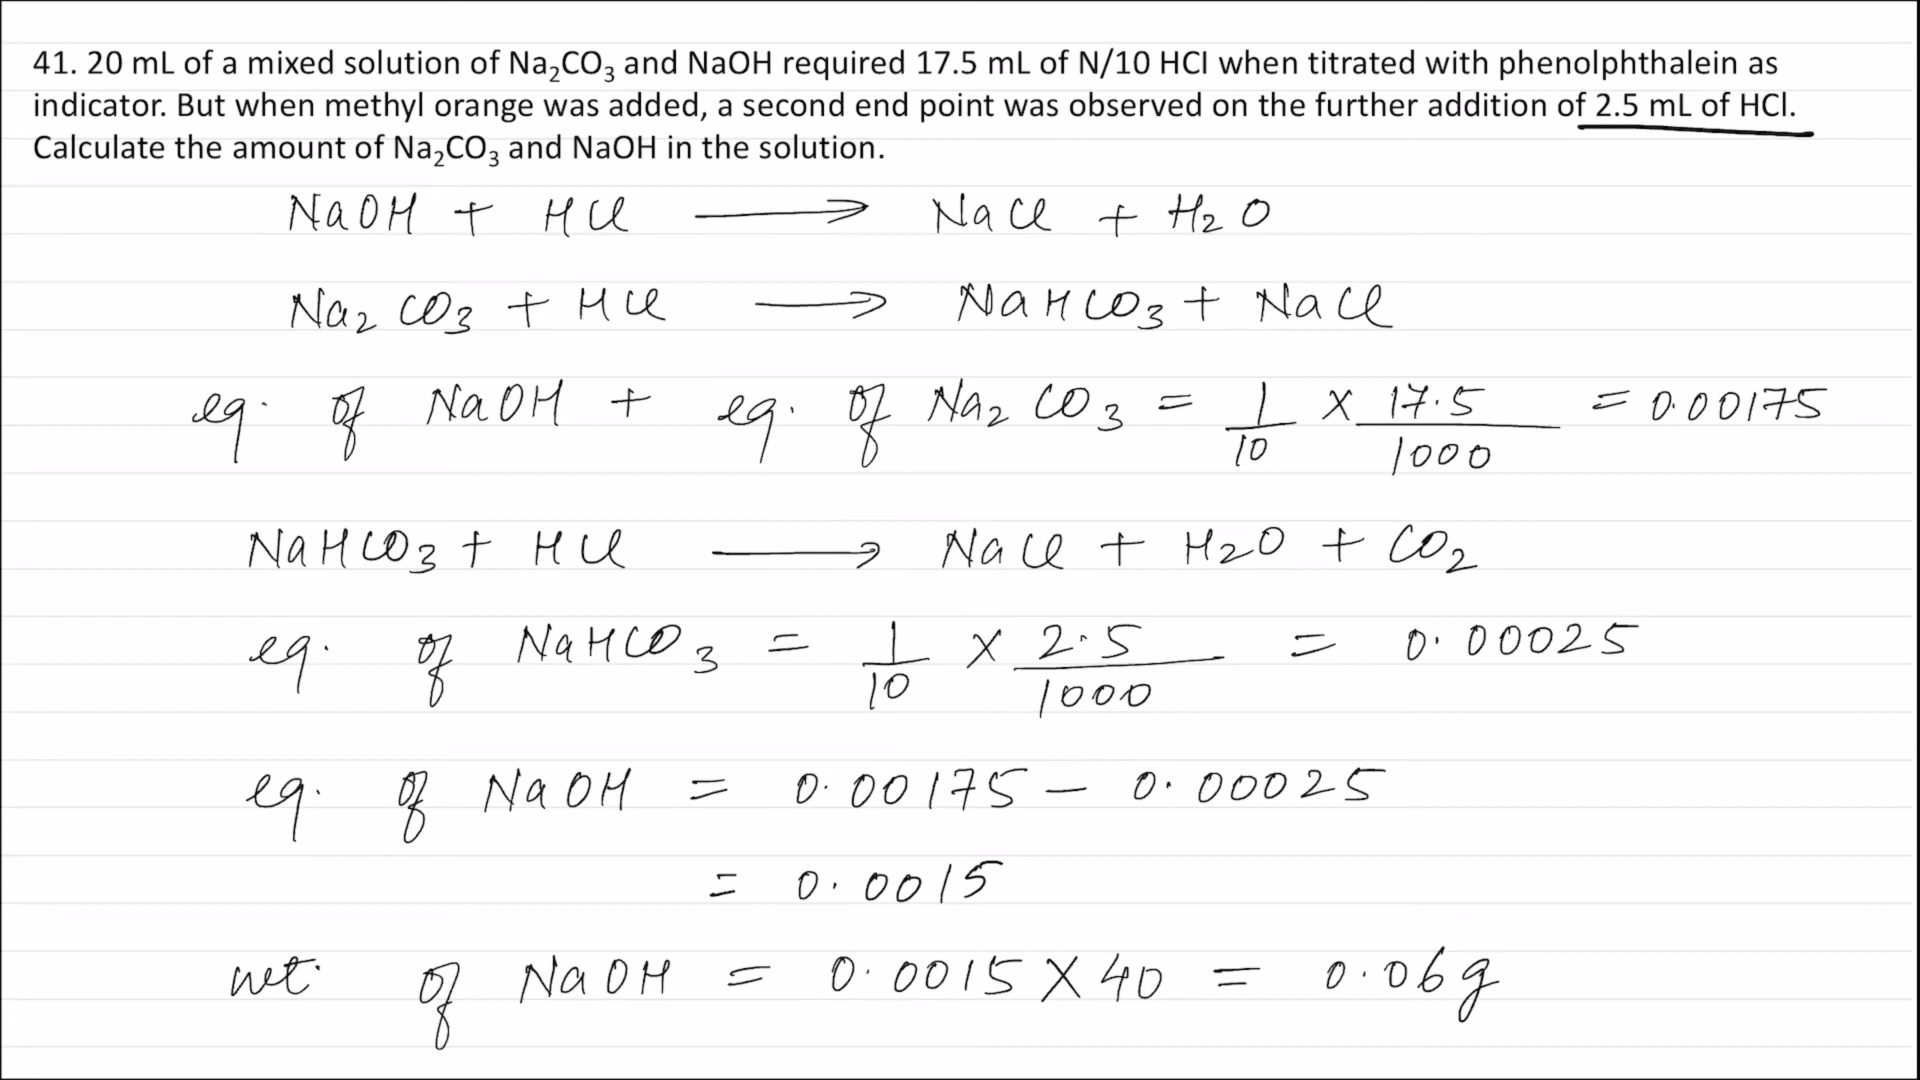 41. 20 mL of a mixed solution of Na₂CO₃ and NaOH required 17.5 mL of N/10 HCl when titrated with phenolphthalein as
indicator. But when methyl orange was added, a second end point was observed on the further addition of 2.5 mL of HCl.
Calculate the amount of Na₂CO₃ and NaOH in the solution.
NaOH + HCl ⟶ NaCl + H₂O
Na₂CO₃ + HCl ⟶ NaHCO₃ + NaCl
eq. of NaOH + eq. of Na₂CO₃ = 1/10 × 17.5/1000 = 0.00175
NaHCO₃ + HCl ⟶ NaCl + H₂O + CO₂
eq. of NaHCO₃ = 1/10 × 2.5/1000 = 0.00025
eq. of NaOH = 0.00175 – 0.00025
= 0.0015
wt. of NaOH = 0.0015 × 40 = 0.06g